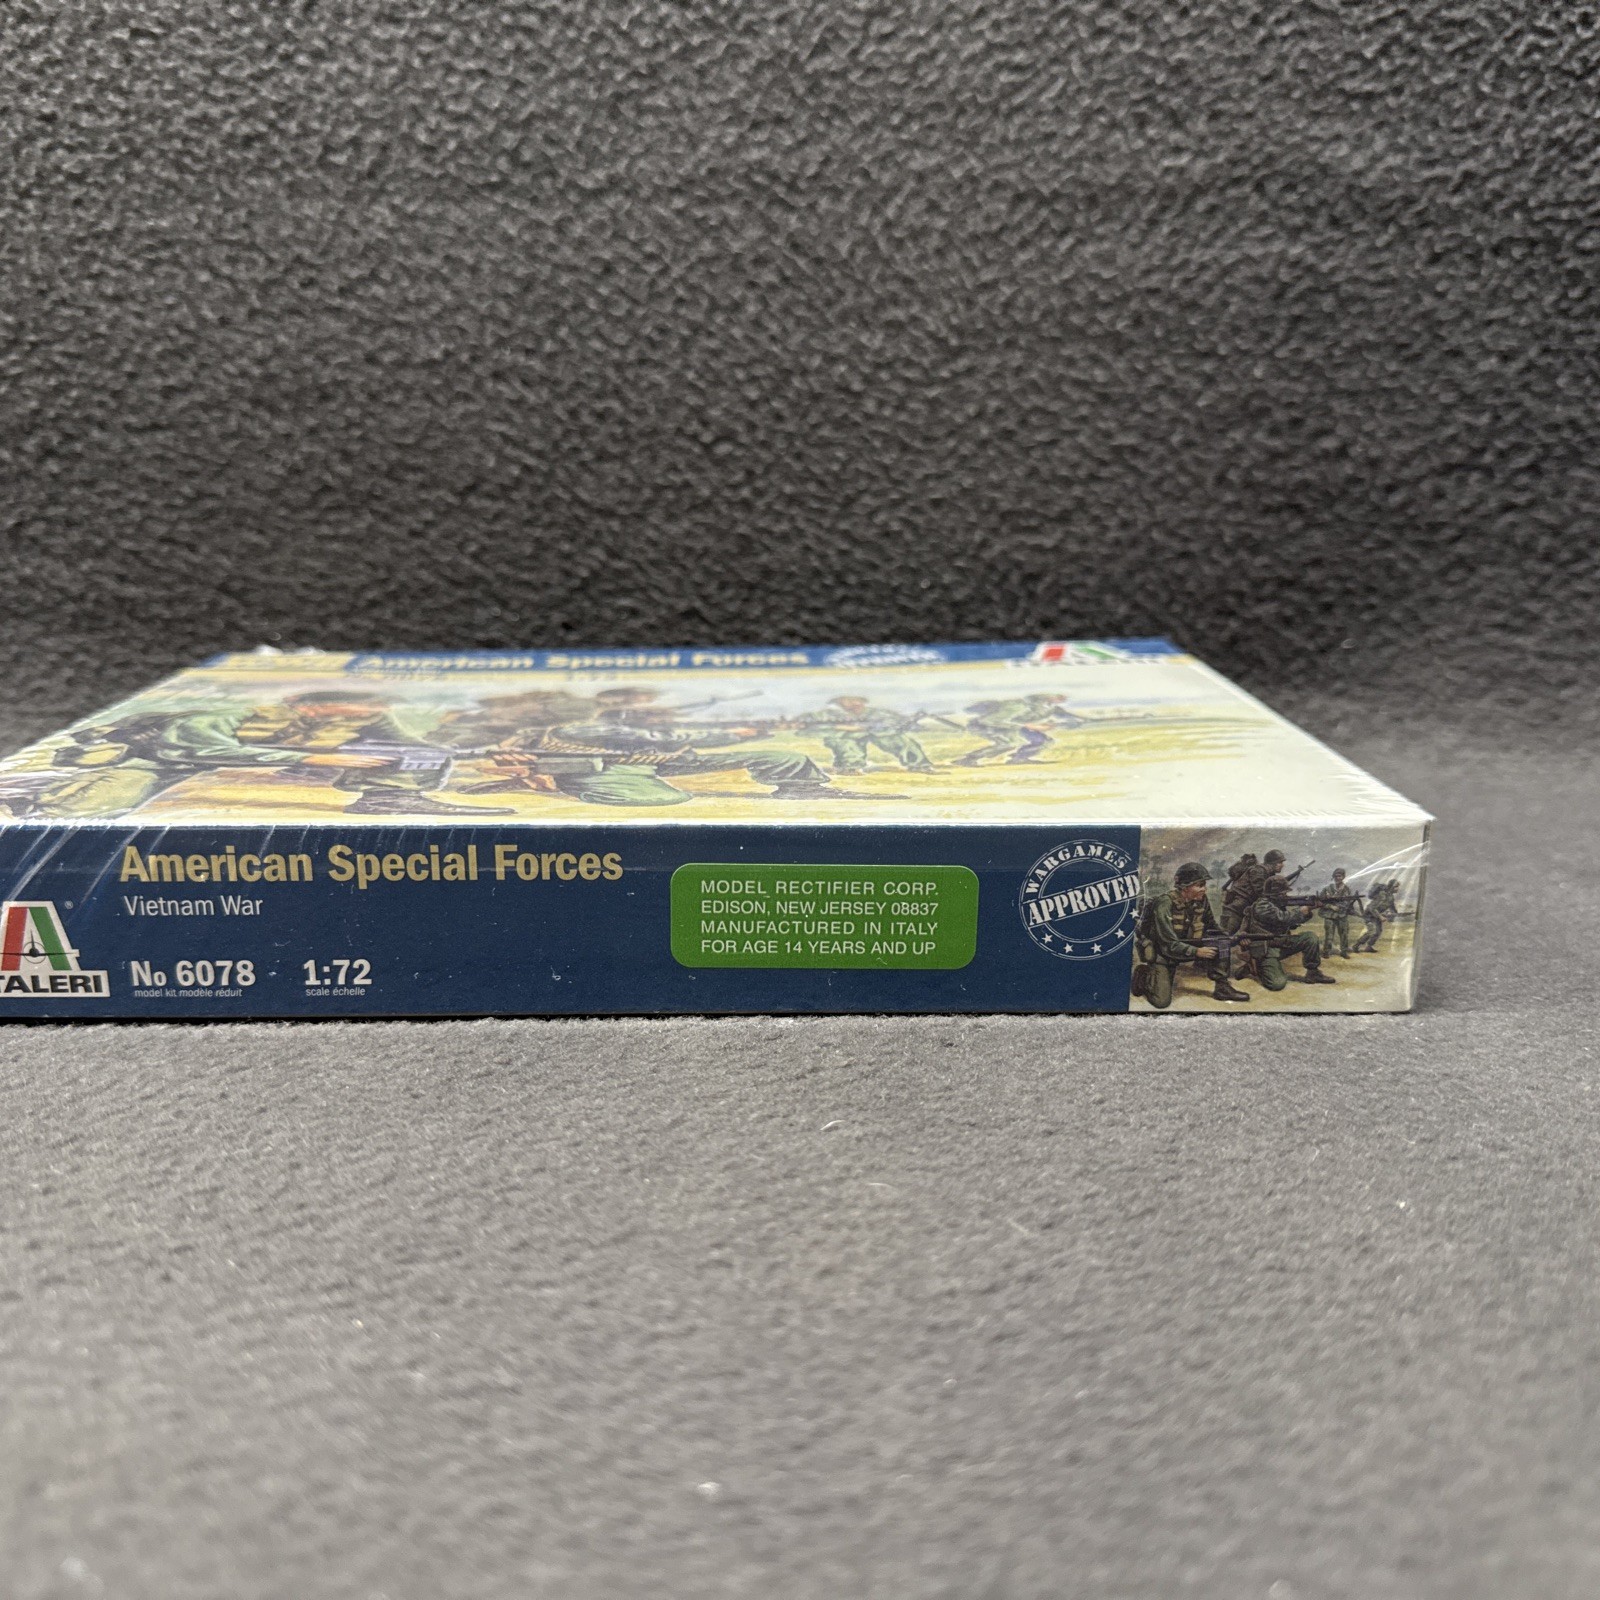 American Special Forces
American Special Forces
Vietnam War
TALERI
®
No 6078
model kit modèle réduit
1:72
scale échelle
MODEL RECTIFIER CORP.
EDISON, NEW JERSEY 08837
MANUFACTURED IN ITALY
FOR AGE 14 YEARS AND UP
WARGAMES
APPROVED